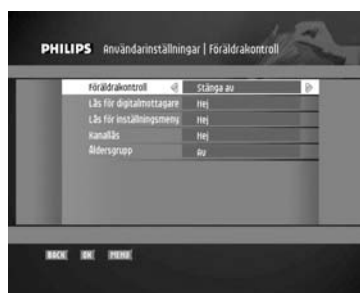 PHILIPS Användarinställningar | Föräldrakontroll
Föräldrakontroll Stänga av
Lås för digitalmottagare Nej
Lås för inställningsmeny Nej
Kanallås Nej
Åldersgrupp Av
BACK OK MENU